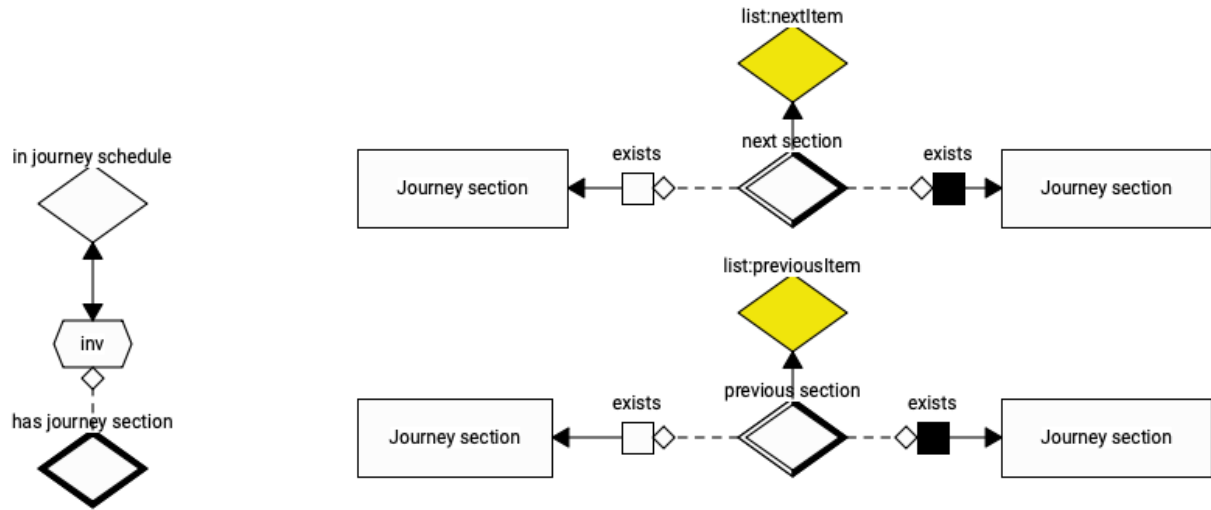 in journey schedule
inv
has journey section
list:nextItem
next section
exists
exists
Journey section
Journey section
list:previousItem
previous section
exists
exists
Journey section
Journey section